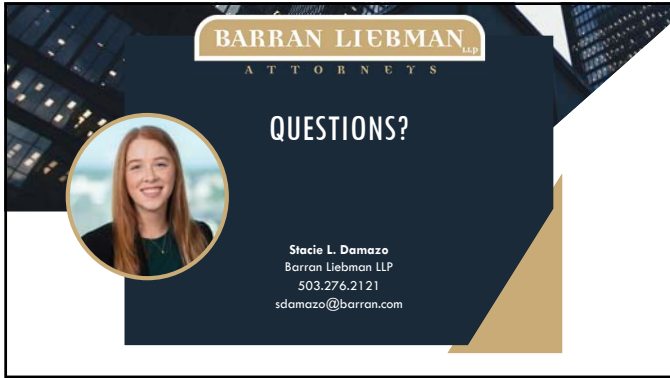 BARRAN LIEBMAN LLP
ATTORNEYS
QUESTIONS?
Stacie L. Damazo
Barran Liebman LLP
503.276.2121
sdamazo@barran.com